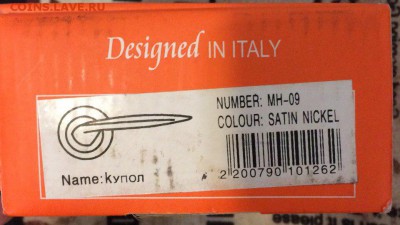 COINS.LAVE.RU
Designed IN ITALY
NUMBER: MH-09
COLOUR: SATIN NICKEL
Name:Купол
2 200790 101262